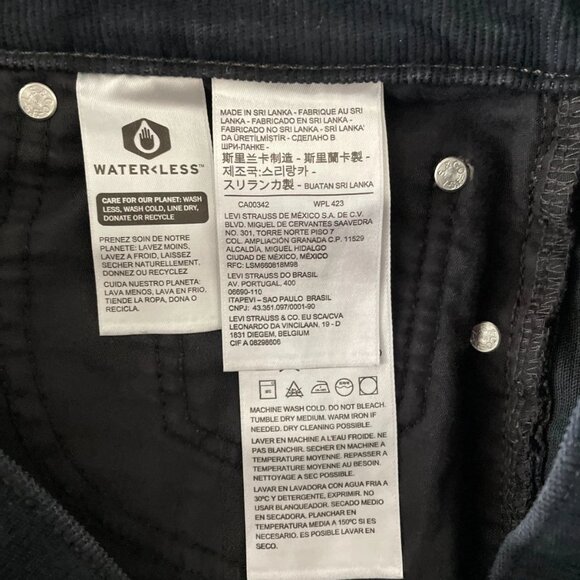 WATER<LESS™
CARE FOR OUR PLANET: WASH
LESS, WASH COLD, LINE DRY,
DONATE OR RECYCLE
PRENEZ SOIN DE NOTRE
PLANETE: LAVEZ MOINS.
LAVEZ A FROID, LAISSEZ
SECHER NATURELLEMENT.
DONNEZ OU RECYCLEZ
CUIDA NUESTRO PLANETA:
LAVA MENOS, LAVA EN FRIO,
TIENDE LA ROPA, DONA O
RECICLA.
MADE IN SRI LANKA - FABRIQUE AU SRI
LANKA - FABRICADO EN SRI LANKA -
FABRICADO NO SRI LANKA - SRI LANKA'
DA ÜRETİLMİŞTİR - СДЕЛАНО В
ШРИ-ЛАНКЕ -
斯里兰卡制造 - 斯里蘭卡製 -
제조국:스리랑카 -
スリランカ製 - BUATAN SRI LANKA
CA00342 WPL 423
LEVI STRAUSS DE MÉXICO S.A. DE C.V.
BLVD. MIGUEL DE CERVANTES SAAVEDRA
NO. 301, TORRE NORTE PISO 7
COL. AMPLIACIÓN GRANADA C.P. 11529
ALCALDÍA, MIGUEL HIDALGO
CIUDAD DE MÉXICO, MÉXICO
RFC: LSM660818M98
LEVI STRAUSS DO BRASIL
AV. PORTUGAL, 400
06690-110
ITAPEVI – SAO PAULO BRASIL
CNPJ: 43.351.097/0001-90
LEVI STRAUSS & CO. EU SCA/CVA
LEONARDO DA VINCILAAN, 19 - D
1831 DIEGEM, BELGIUM
CIF A 08298606
MACHINE WASH COLD. DO NOT BLEACH.
TUMBLE DRY MEDIUM. WARM IRON IF
NEEDED. DRY CLEANING POSSIBLE.
LAVER EN MACHINE A L'EAU FROIDE. NE
PAS BLANCHIR. SECHER EN MACHINE A
TEMPERATURE MOYENNE. REPASSER A
TEMPERATURE MOYENNE AU BESOIN.
NETTOYAGE A SEC POSSIBLE.
LAVAR EN LAVADORA CON AGUA FRIA A
30ºC Y DETERGENTE, EXPRIMIR. NO
USAR BLANQUEADOR. SECADO MEDIO
EN SECADORA. PLANCHAR EN
TEMPERATURA MEDIA A 150ºC SI ES
NECESARIO. ES POSIBLE LAVAR EN
SECO.